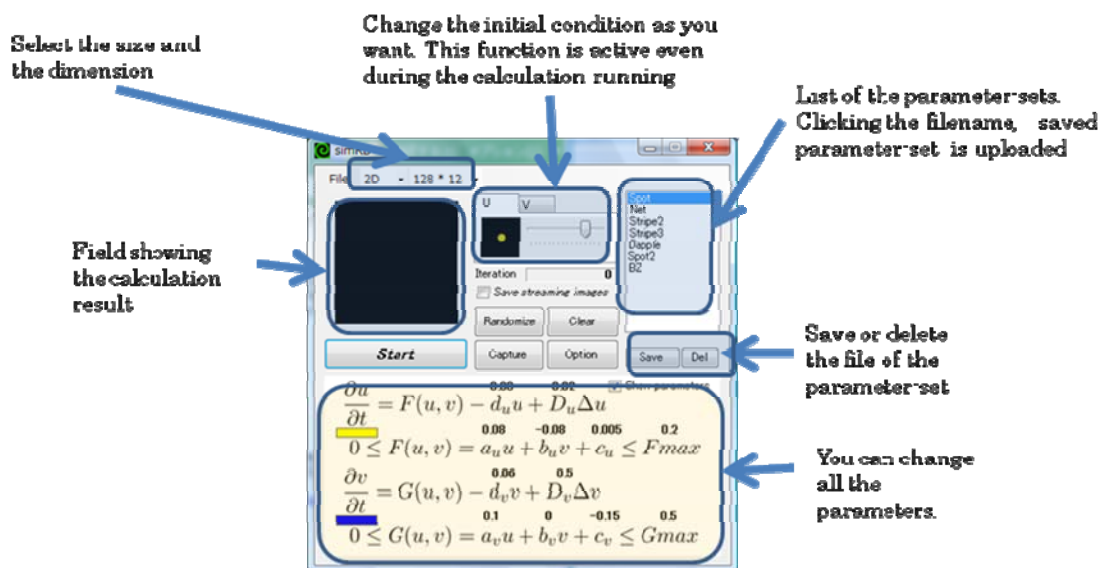 Change the initial condition as you
want. This function is active even
during the calculation running
Select the size and
the dimension
List of the parameter-sets.
Clicking the filename, saved
parameter-set is uploaded
File 2D 128 * 12
U V
Spot
Net
Stripe2
Stripe3
Dapple
Spot2
BZ
Field showing
the calculation
result
Iteration 0
Save streaming images
Randomize Clear
Start Capture Option Save Del
Save or delete
the file of the
parameter-set
Show parameters
0.02
∂u/∂t = F(u, v) − d_u u + D_u Δu
0.08 -0.08 0.005 0.2
0 ≤ F(u, v) = a_u u + b_u v + c_u ≤ Fmax
0.06 0.5
∂v/∂t = G(u, v) − d_v v + D_v Δv
0.1 0 -0.15 0.5
0 ≤ G(u, v) = a_v u + b_v v + c_v ≤ Gmax
You can change
all the
parameters.